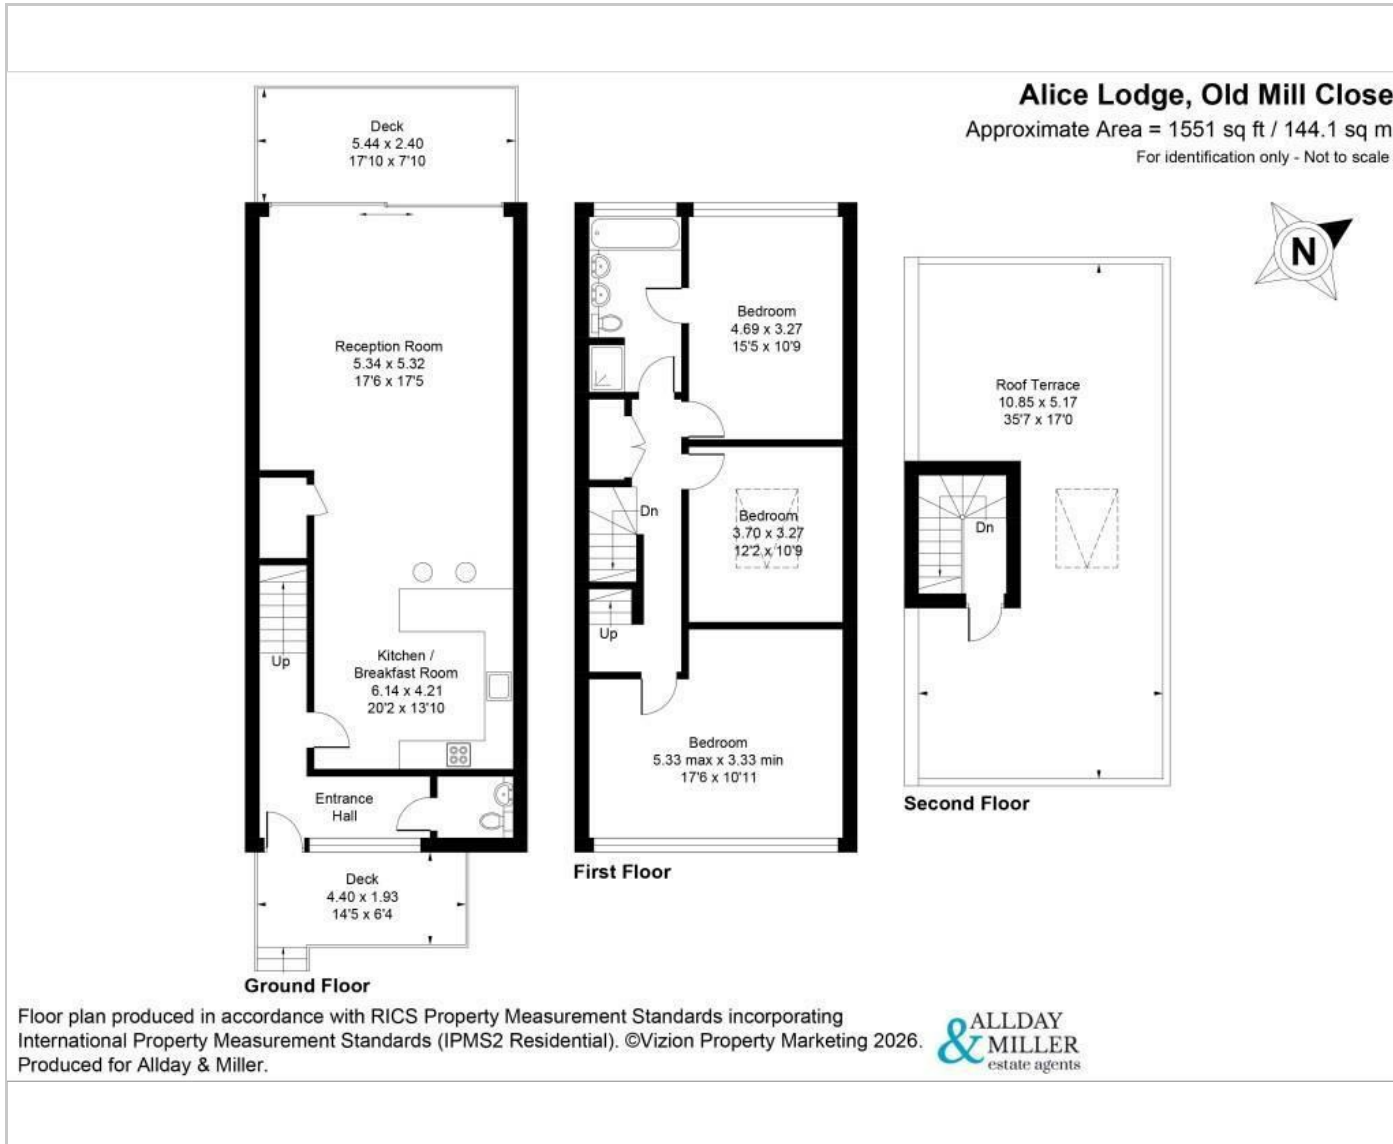 Alice Lodge, Old Mill Close
Approximate Area = 1551 sq ft / 144.1 sq m
For identification only - Not to scale
N
Deck
5.44 x 2.40
17'10 x 7'10
Reception Room
5.34 x 5.32
17'6 x 17'5
Up
Kitchen /
Breakfast Room
6.14 x 4.21
20'2 x 13'10
Entrance
Hall
Deck
4.40 x 1.93
14'5 x 6'4
Ground Floor
Bedroom
4.69 x 3.27
15'5 x 10'9
Dn
Bedroom
3.70 x 3.27
12'2 x 10'9
Up
Bedroom
5.33 max x 3.33 min
17'6 x 10'11
First Floor
Roof Terrace
10.85 x 5.17
35'7 x 17'0
Dn
Second Floor
Floor plan produced in accordance with RICS Property Measurement Standards incorporating
International Property Measurement Standards (IPMS2 Residential). ©Vizion Property Marketing 2026.
Produced for Allday & Miller.
ALLDAY
& MILLER
estate agents